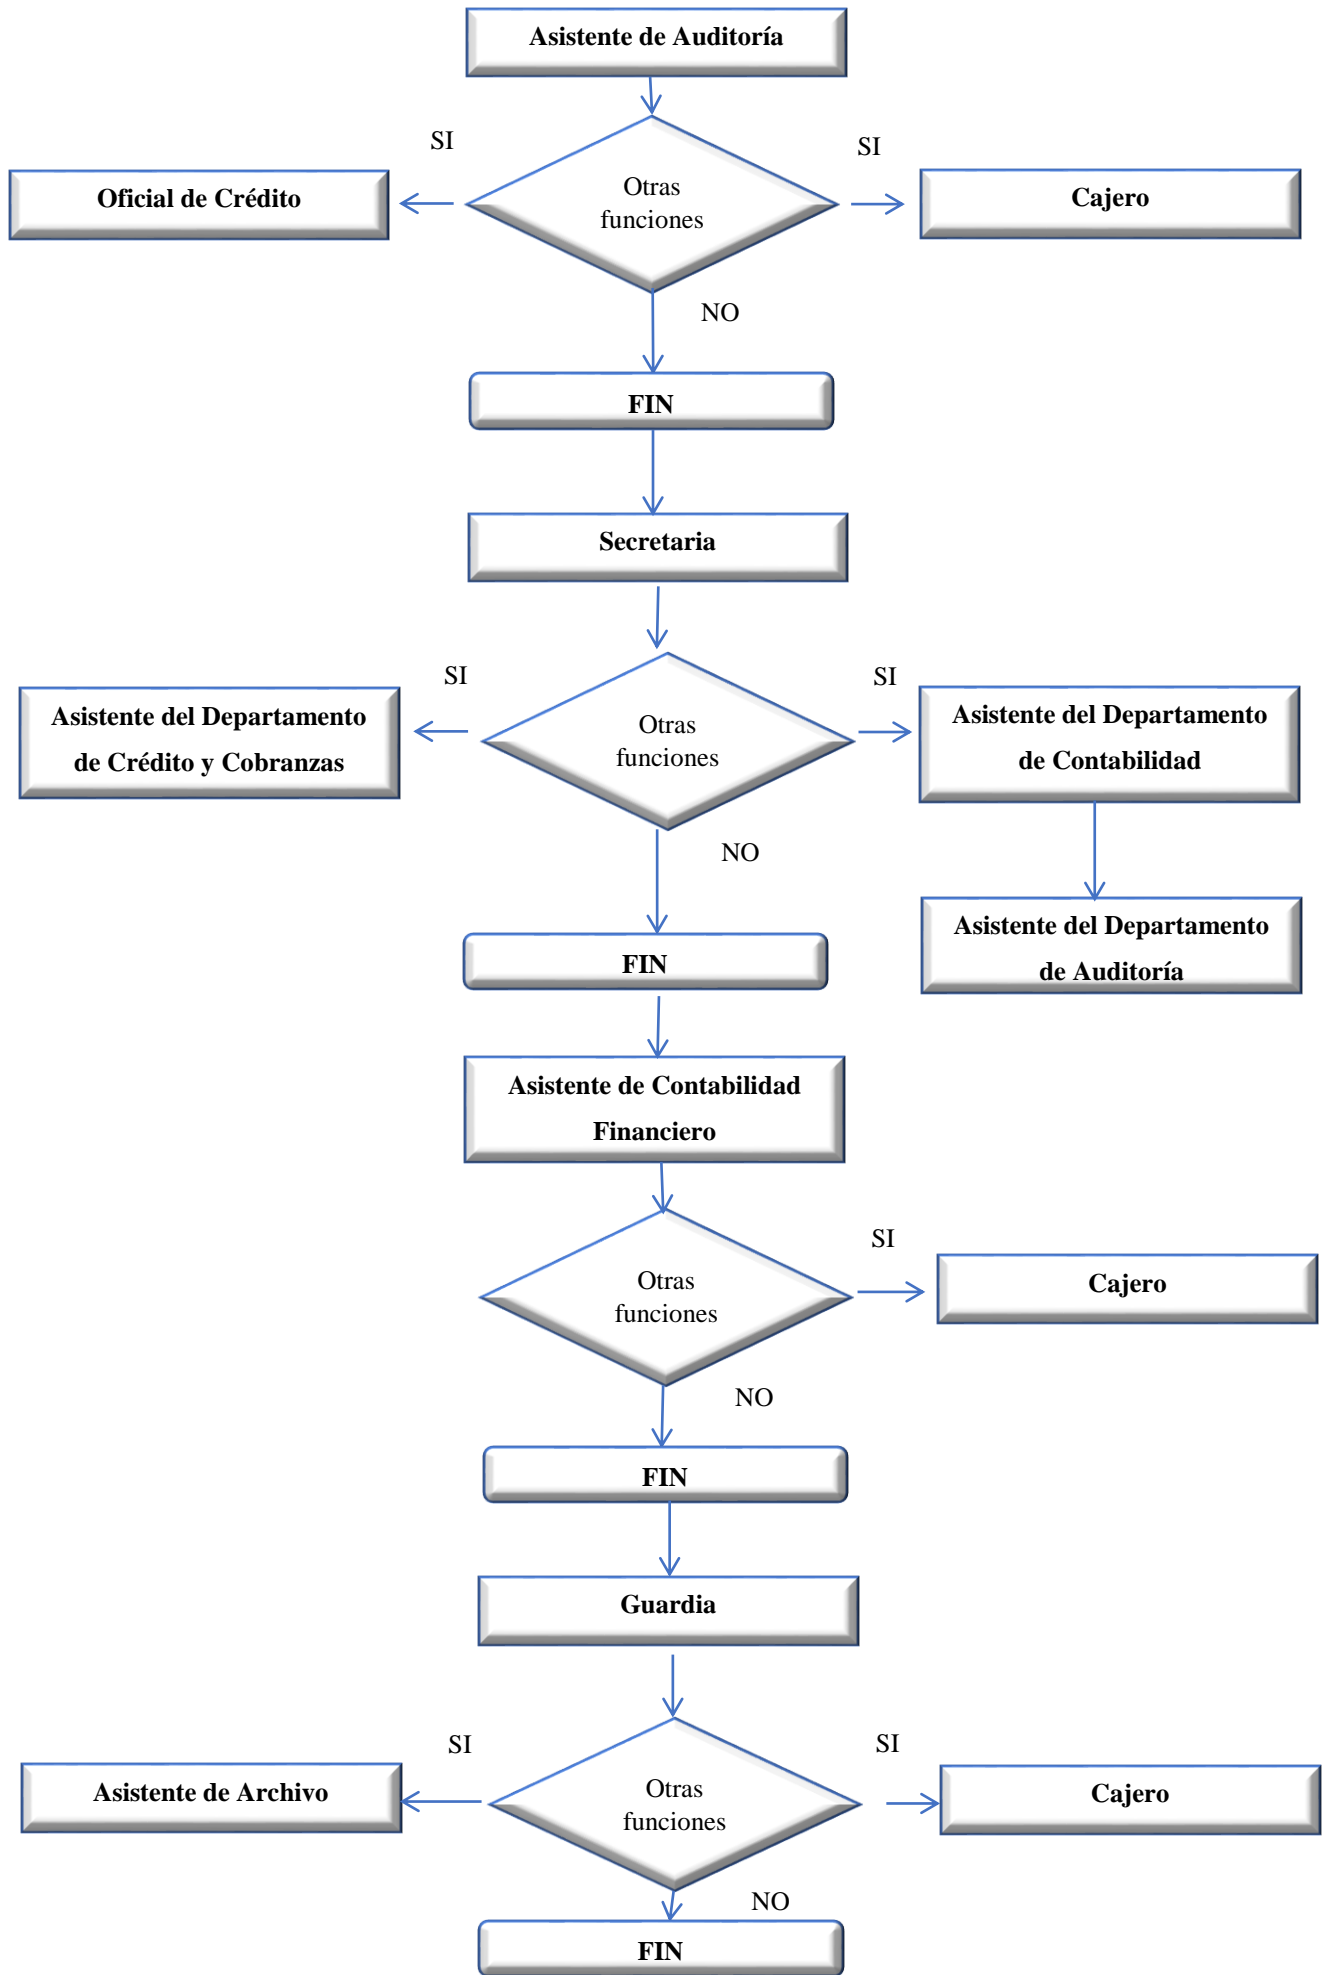 Asistente de Auditoría
SI
SI
Oficial de Crédito
Otras
funciones
Cajero
NO
FIN
Secretaria
SI
SI
Asistente del Departamento
de Crédito y Cobranzas
Otras
funciones
Asistente del Departamento
de Contabilidad
NO
Asistente del Departamento
de Auditoría
FIN
Asistente de Contabilidad
Financiero
SI
Otras
funciones
Cajero
NO
FIN
Guardia
SI
SI
Asistente de Archivo
Otras
funciones
Cajero
NO
FIN